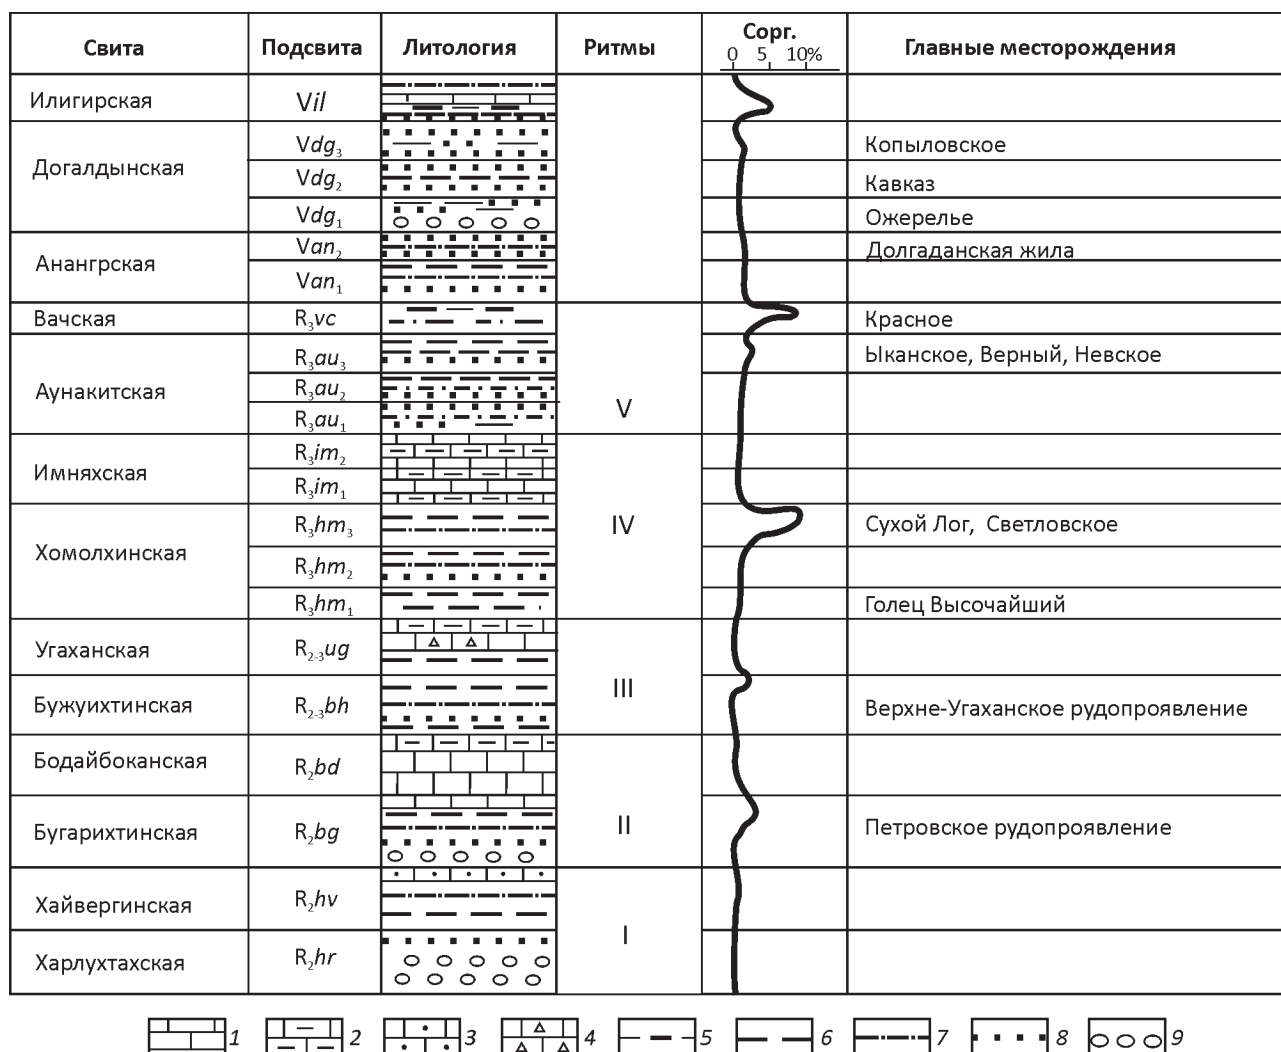 Свита Подсвита Литология Ритмы Cорг. Главные месторождения
0 5 10%
Илигирская Vil
Догалдынская Vdg3 Копыловское
Vdg2 Кавказ
Vdg1 Ожерелье
Анангрская Van2 Долгаданская жила
Van1
Вачская R3vc Красное
Аунакитская R3au3 Ыканское, Верный, Невское
R3au2
V
R3au1
Имняхская R3im2
R3im1
Хомолхинская R3hm3 IV Сухой Лог, Светловское
R3hm2
R3hm1 Голец Высочайший
Угаханская R2-3ug
III
Бужуихтинская R2-3bh Верхне-Угаханское рудопроявление
Бодайбоканская R2bd
Бугарихтинская R2bg II Петровское рудопроявление
Хайвергинская R2hv
I
Харлухтахская R2hr
1 2 3 4 5 6 7 8 9